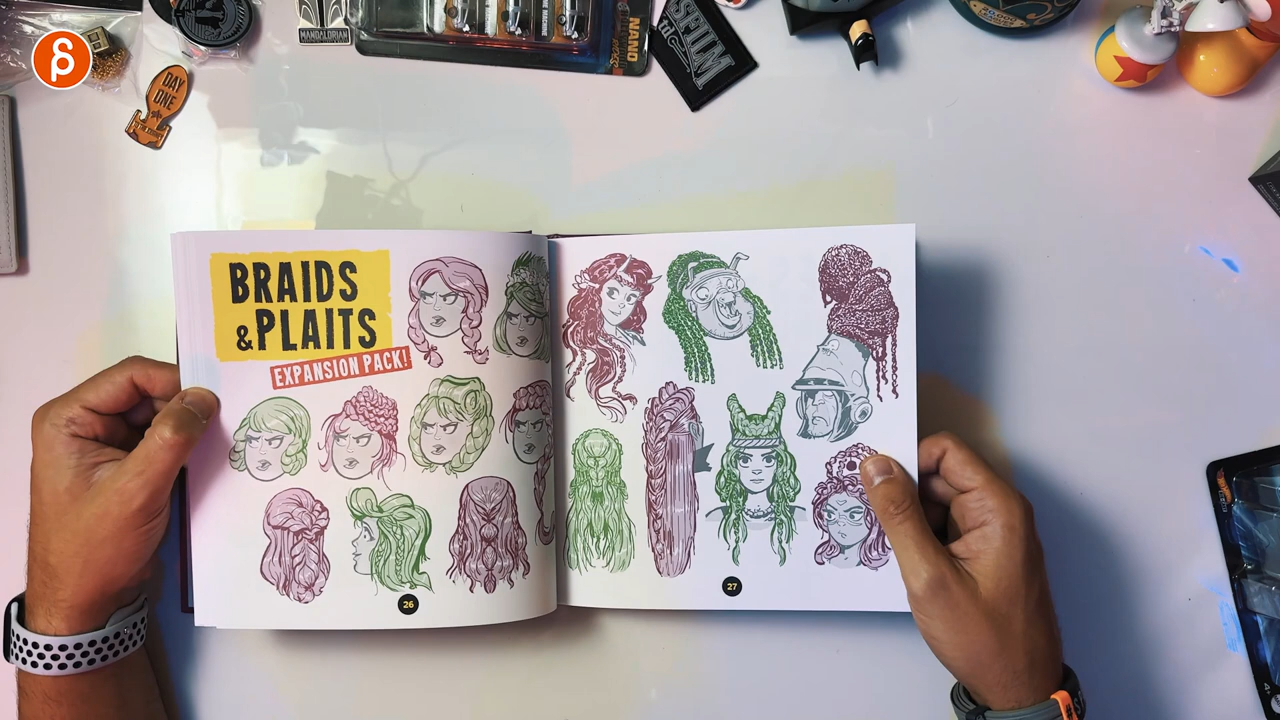 DAY
ONE
MANDALORIAN
NANO
BRAIDS
&PLAITS
EXPANSION PACK!
26
27